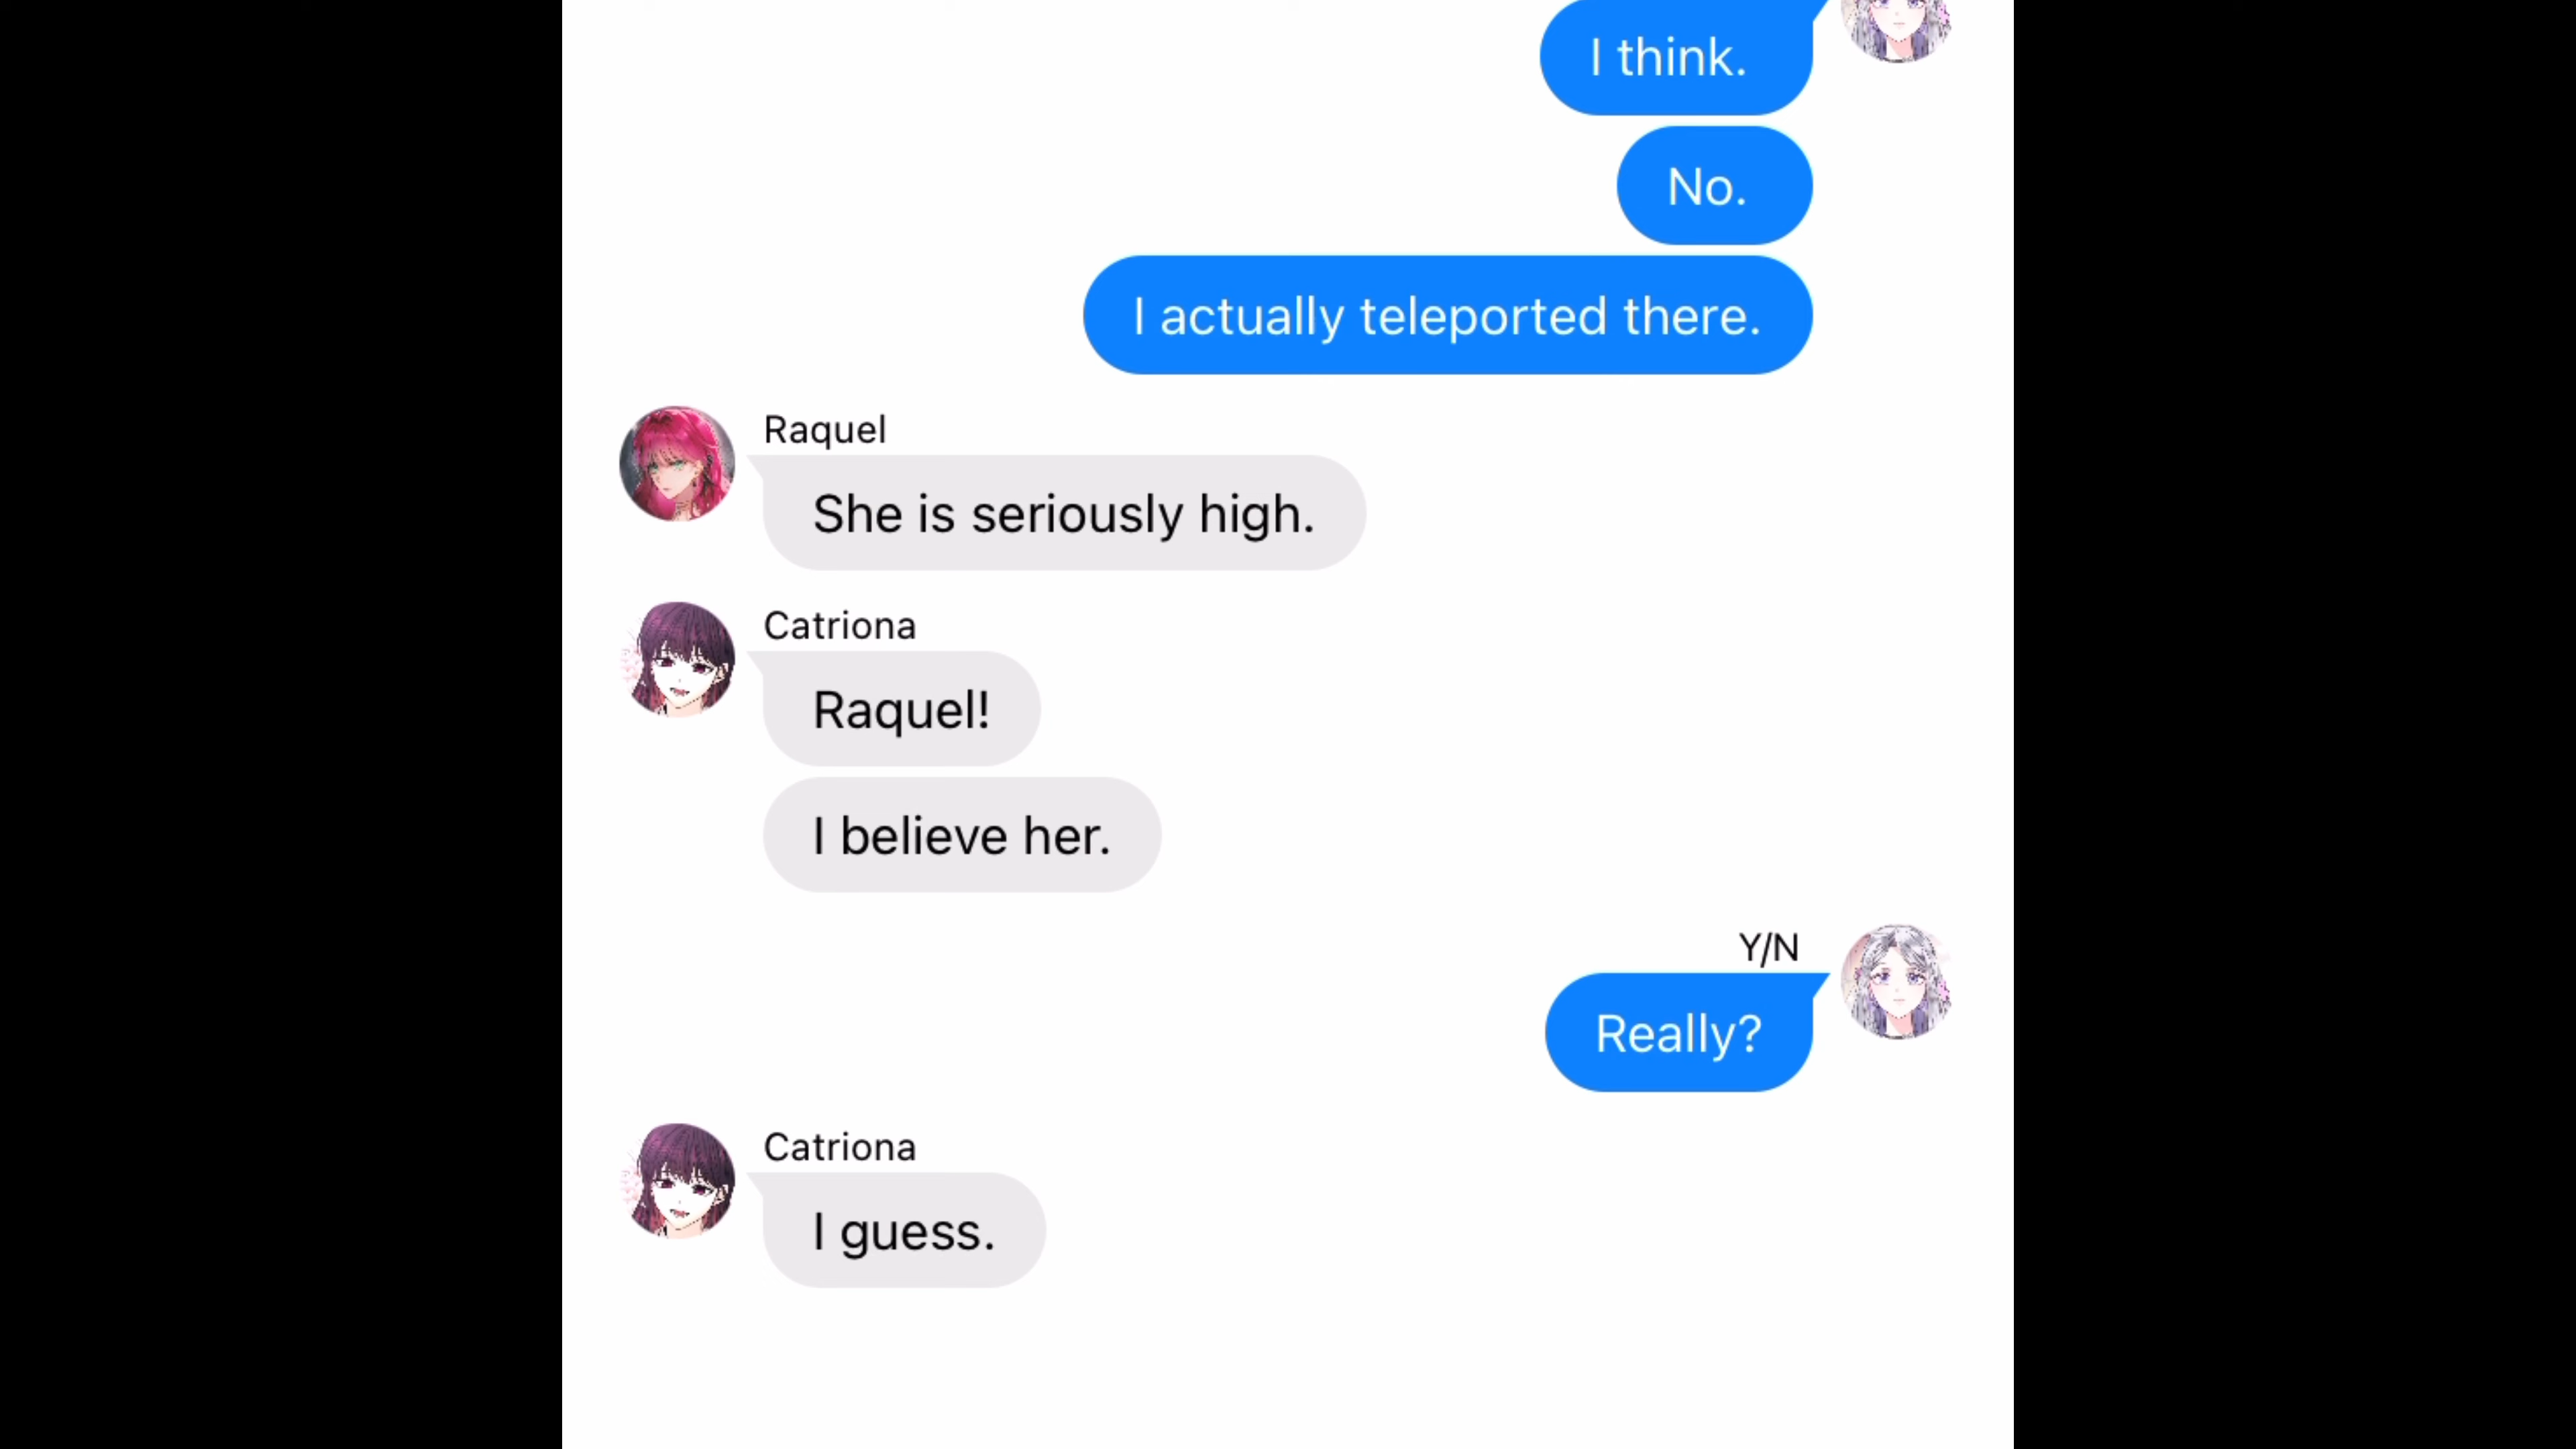 I think.
No.
I actually teleported there.
Raquel
She is seriously high.
Catriona
Raquel!
I believe her.
Y/N
Really?
Catriona
I guess.